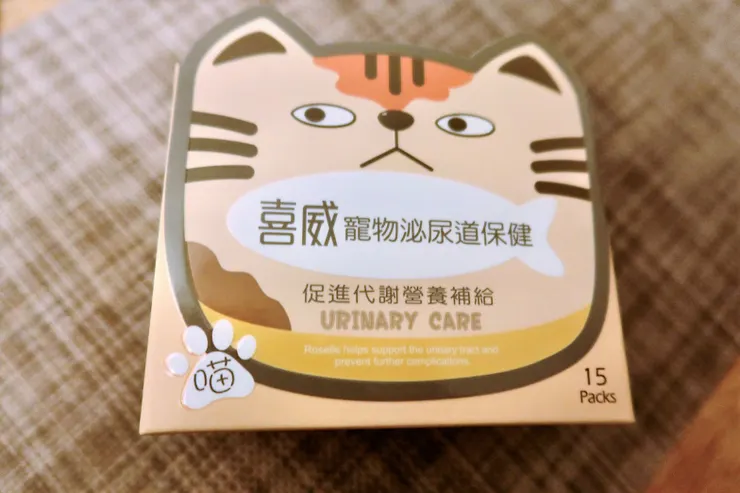 喜威 寵物泌尿道保健
促進代謝營養補給
URINARY CARE
Roselle helps support the urinary tract and
prevent further complications.
喵
15
Packs